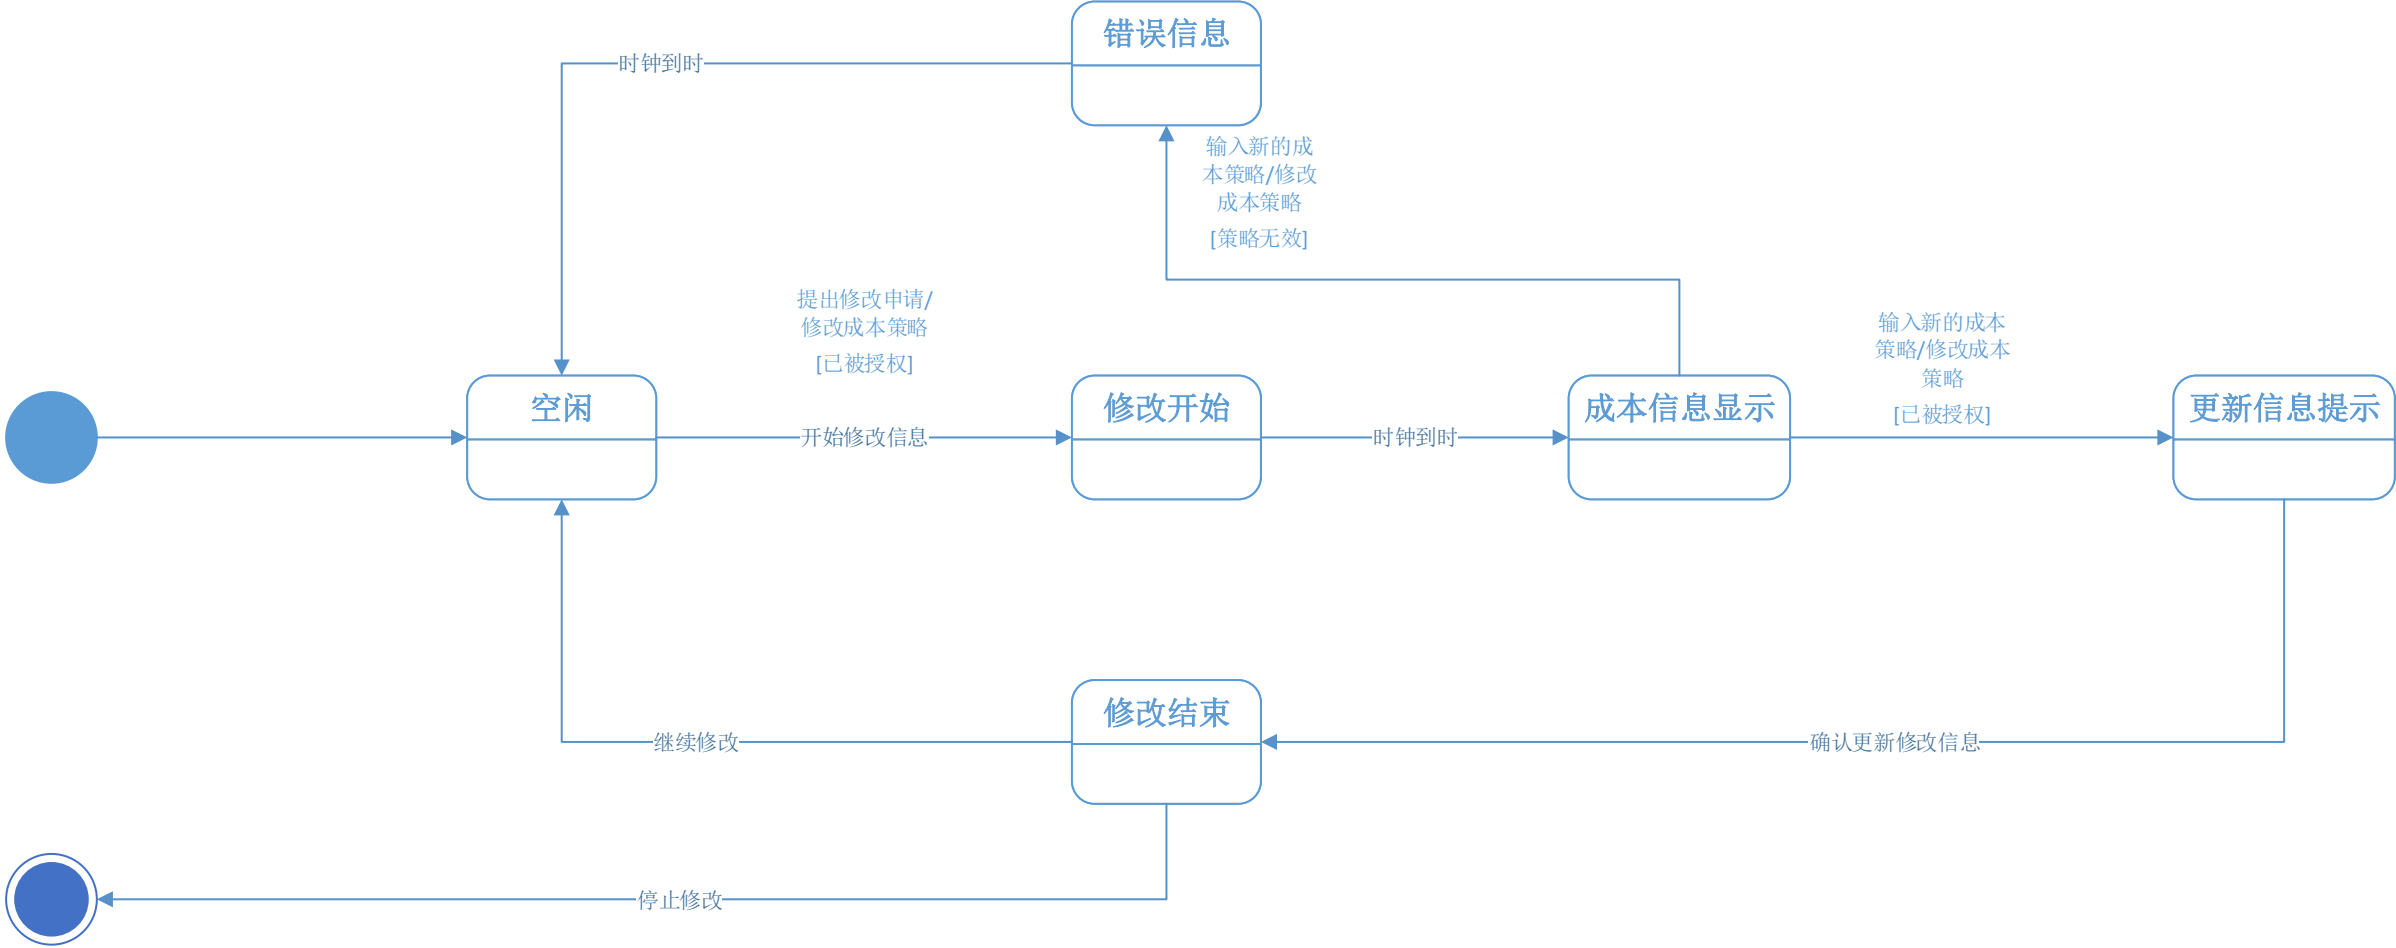 错误信息
时钟到时
输入新的成
本策略/修改
成本策略
[策略无效]
提出修改申请/
修改成本策略
[已被授权]
输入新的成本
策略/修改成本
策略
[已被授权]
空闲
开始修改信息
修改开始
时钟到时
成本信息显示
更新信息提示
修改结束
继续修改
确认更新修改信息
停止修改